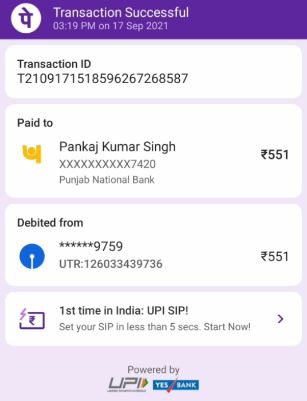 पे
Transaction Successful
03:19 PM on 17 Sep 2021
Transaction ID
T2109171518596267268587
Paid to
Pankaj Kumar Singh
₹551
XXXXXXXXXX7420
Punjab National Bank
Debited from
******9759
₹551
UTR:126033439736
₹
1st time in India: UPI SIP!
Set your SIP in less than 5 secs. Start Now!
Powered by
UPI YES BANK